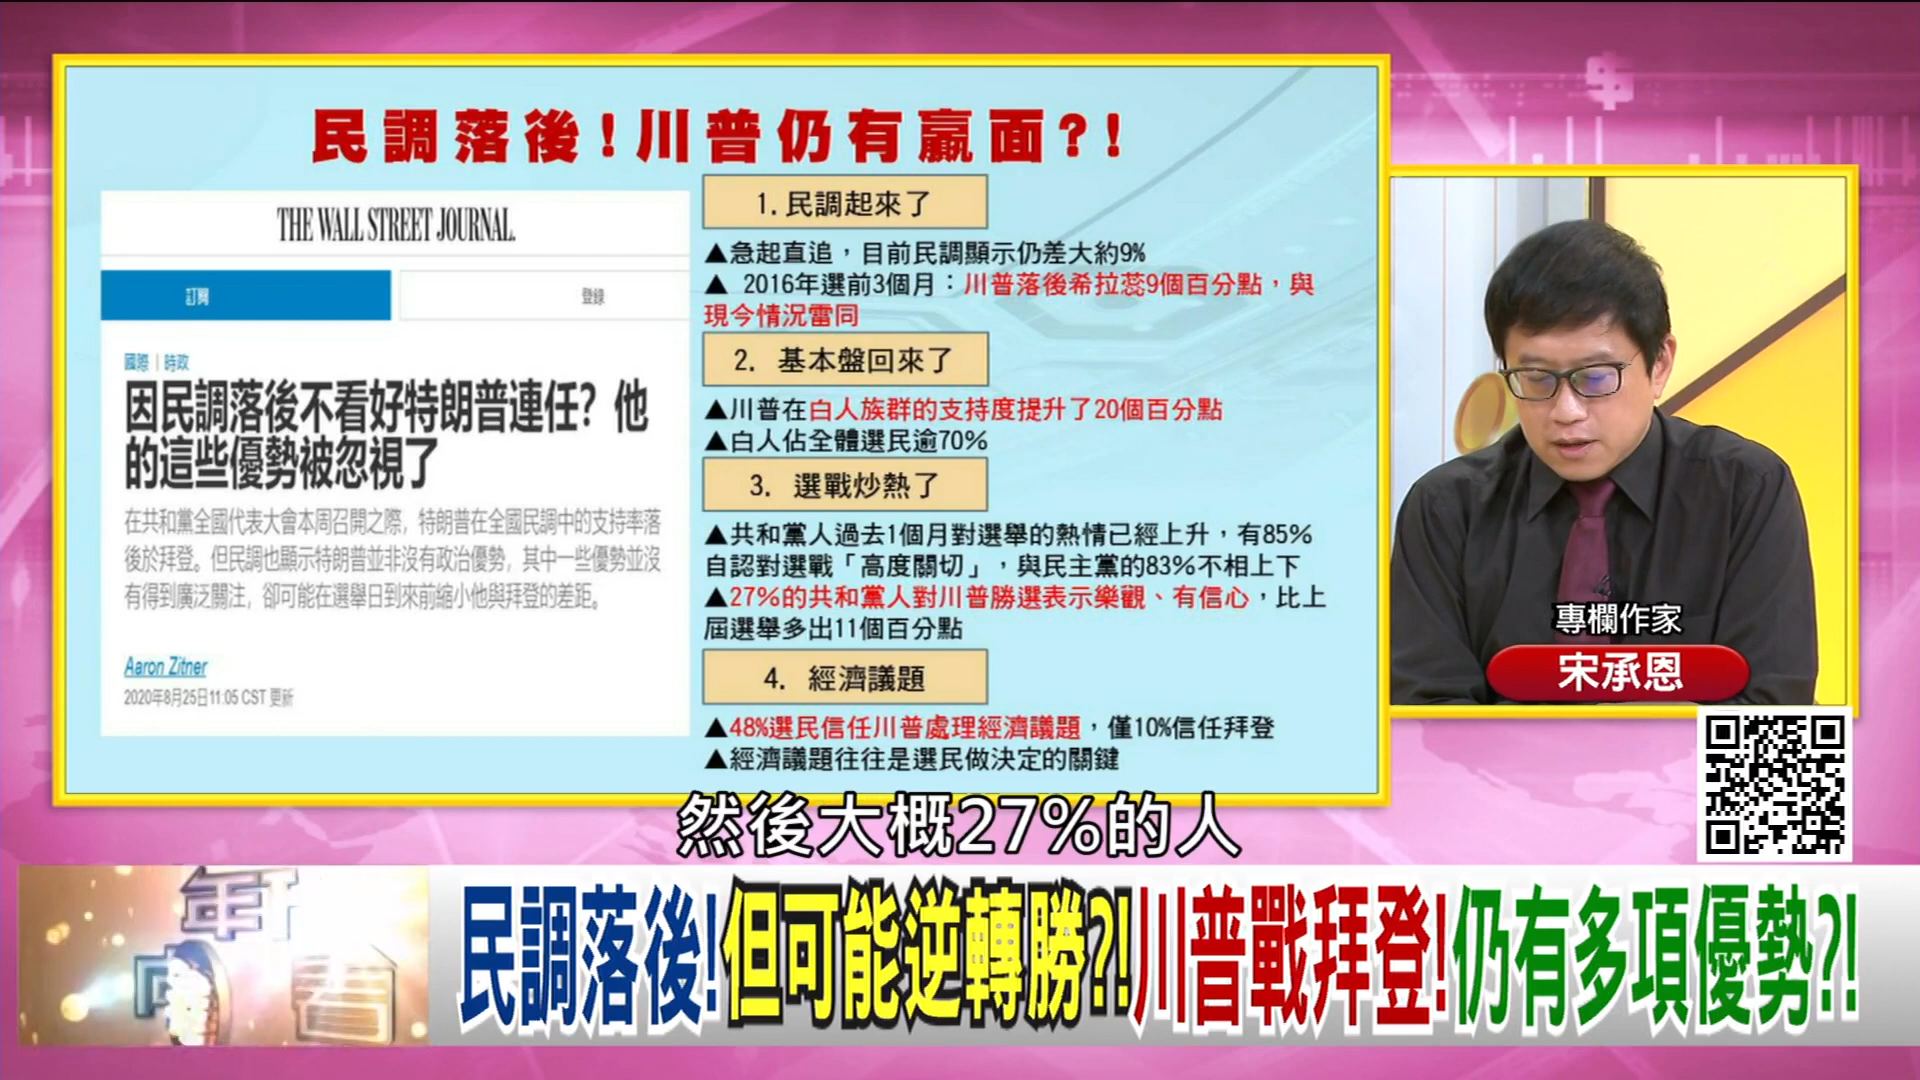 民調落後!川普仍有贏面?!
THE WALL STREET JOURNAL.
訂閱
登錄
國際 | 時政
因民調落後不看好特朗普連任？他
的這些優勢被忽視了
在共和黨全國代表大會本周召開之際，特朗普在全國民調中的支持率落
後於拜登。但民調也顯示特朗普並非沒有政治優勢，其中一些優勢並沒
有得到廣泛關注，卻可能在選舉日到來前縮小他與拜登的差距。
Aaron Zitner
2020年8月25日11:05 CST 更新
1.民調起來了
▲急起直追，目前民調顯示仍差大約9%
▲ 2016年選前3個月：川普落後希拉蕊9個百分點，與
現今情況雷同
2. 基本盤回來了
▲川普在白人族群的支持度提升了20個百分點
▲白人佔全體選民逾70%
3. 選戰炒熱了
▲共和黨人過去1個月對選舉的熱情已經上升，有85%
自認對選戰「高度關切」，與民主黨的83%不相上下
▲27%的共和黨人對川普勝選表示樂觀、有信心，比上
屆選舉多出11個百分點
4. 經濟議題
▲48%選民信任川普處理經濟議題，僅10%信任拜登
▲經濟議題往往是選民做決定的關鍵
專欄作家
宋承恩
然後大概27%的人
民調落後!但可能逆轉勝?!川普戰拜登!仍有多項優勢?!